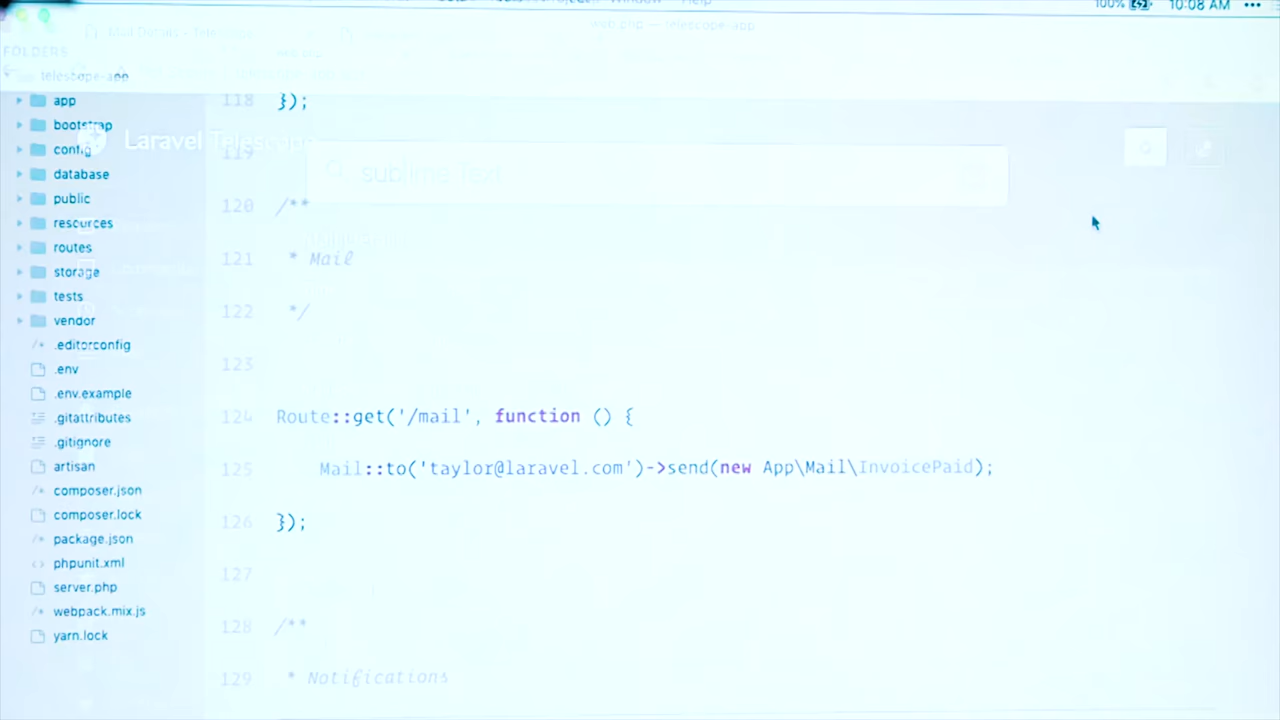 Window Help
100% 10:08 AM
web.php — telescope-app
FOLDERS
telescope-app
app
bootstrap
config
database
public
resources
routes
storage
tests
vendor
.editorconfig
.env
.env.example
.gitattributes
.gitignore
artisan
composer.json
composer.lock
package.json
phpunit.xml
server.php
webpack.mix.js
yarn.lock
Laravel Telescope
sublime Text
118 });
119
120 /**
121 * Mail
122 */
123
124 Route::get('/mail', function () {
125 Mail::to('taylor@laravel.com')->send(new App\Mail\InvoicePaid);
126 });
127
128 /**
129 * Notifications